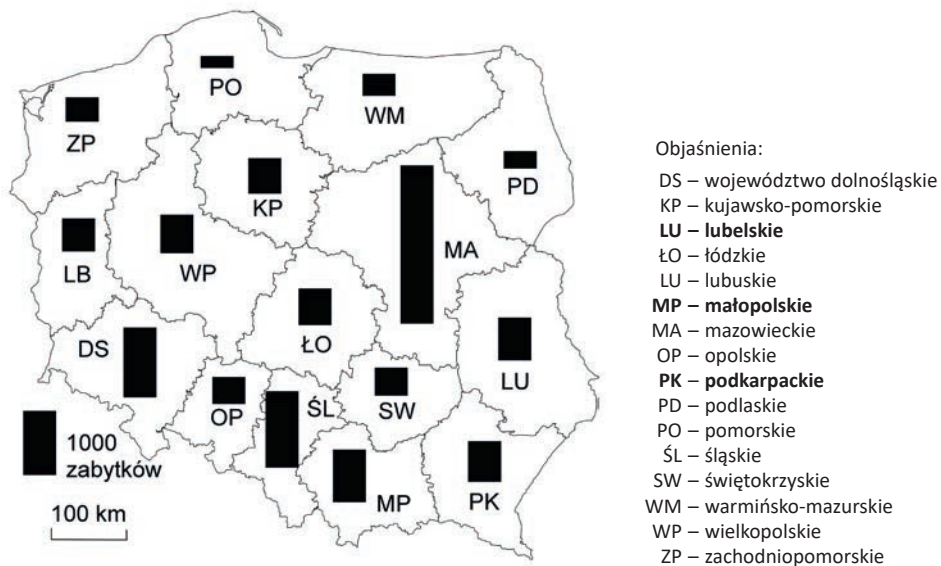 PO
WM
ZP
PD
KP
LB
WP
MA
DS
ŁO
LU
OP
ŚL
SW
1000
zabytków
MP
PK
100 km
Objaśnienia:
DS – województwo dolnośląskie
KP – kujawsko-pomorskie
LU – lubelskie
ŁO – łódzkie
LU – lubuskie
MP – małopolskie
MA – mazowieckie
OP – opolskie
PK – podkarpackie
PD – podlaskie
PO – pomorskie
ŚL – śląskie
SW – świętokrzyskie
WM – warmińsko-mazurskie
WP – wielkopolskie
ZP – zachodniopomorskie